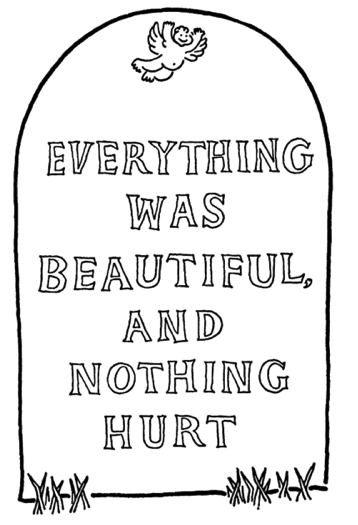 EVERYTHING
WAS
BEAUTIFUL,
AND
NOTHING
HURT